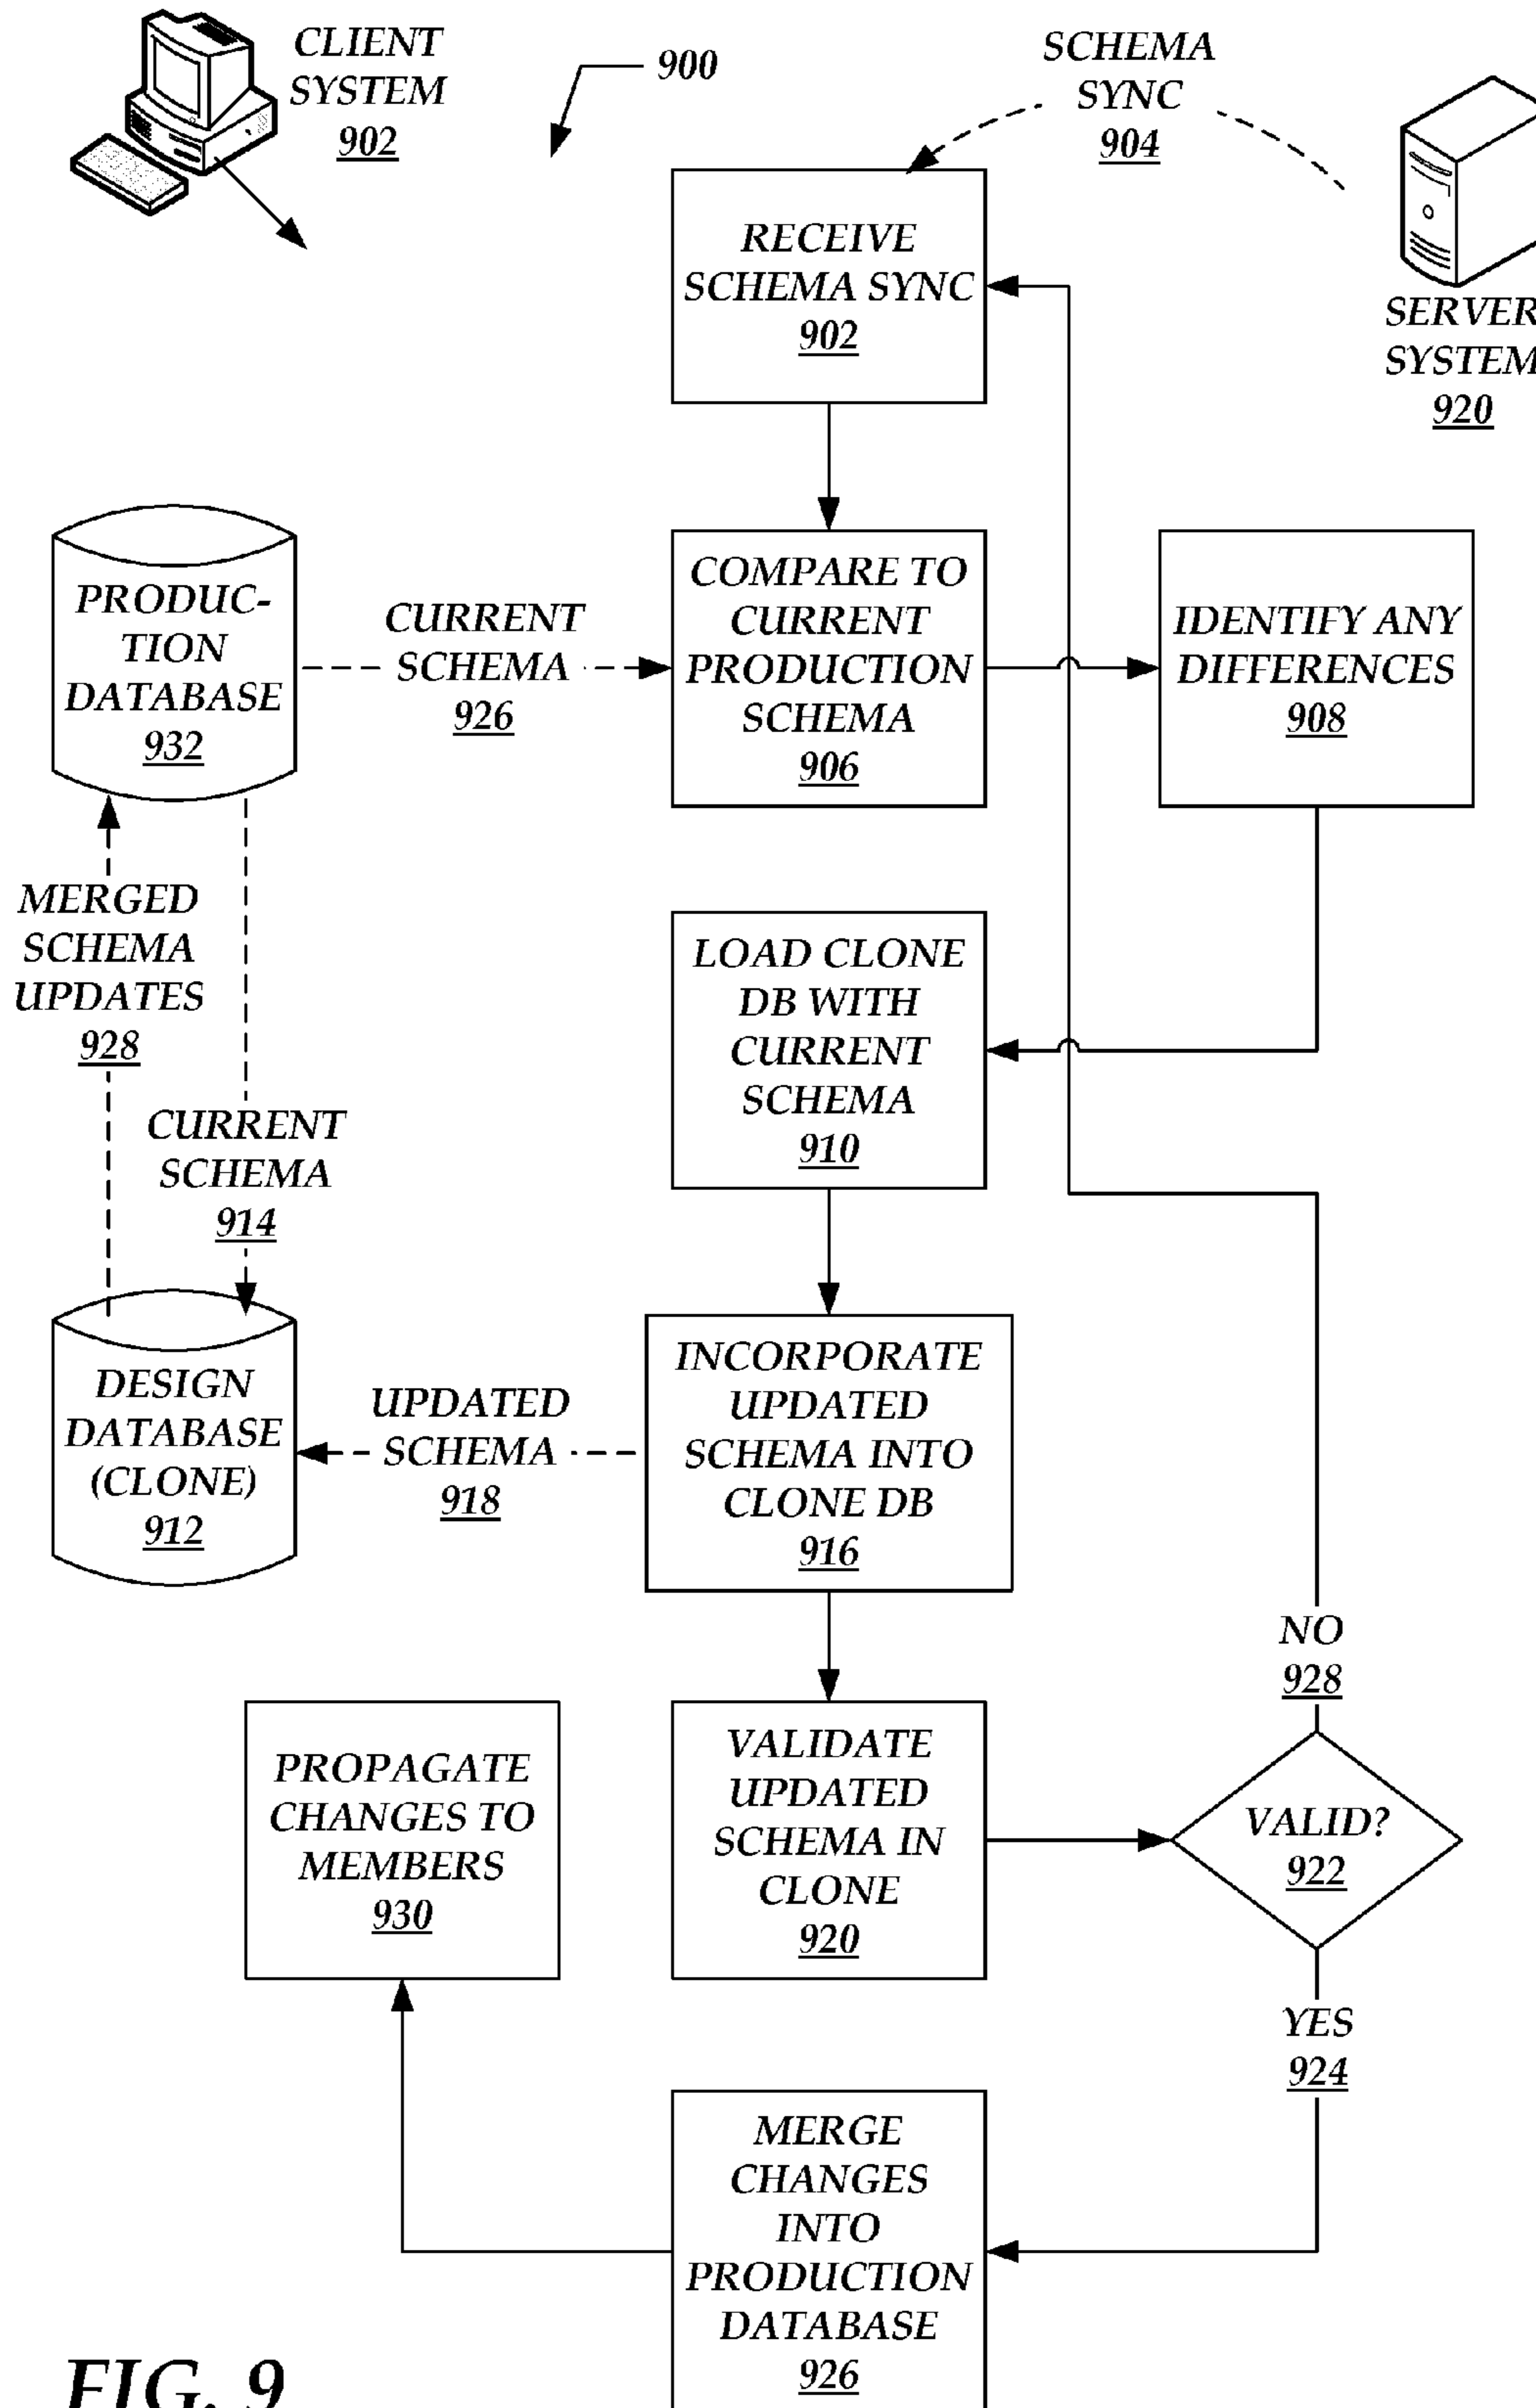 CLIENT
SYSTEM
902
900
SCHEMA
SYNC
904
RECEIVE
SCHEMA SYNC
902
SERVER
SYSTEM
920
PRODUC-
TION
DATABASE
932
CURRENT
SCHEMA
926
COMPARE TO
CURRENT
PRODUCTION
SCHEMA
906
IDENTIFY ANY
DIFFERENCES
908
MERGED
SCHEMA
UPDATES
928
CURRENT
SCHEMA
914
LOAD CLONE
DB WITH
CURRENT
SCHEMA
910
DESIGN
DATABASE
(CLONE)
912
UPDATED
SCHEMA
918
INCORPORATE
UPDATED
SCHEMA INTO
CLONE DB
916
NO
928
PROPAGATE
CHANGES TO
MEMBERS
930
VALIDATE
UPDATED
SCHEMA IN
CLONE
920
VALID?
922
YES
924
MERGE
CHANGES
INTO
PRODUCTION
DATABASE
926
FIG. 9